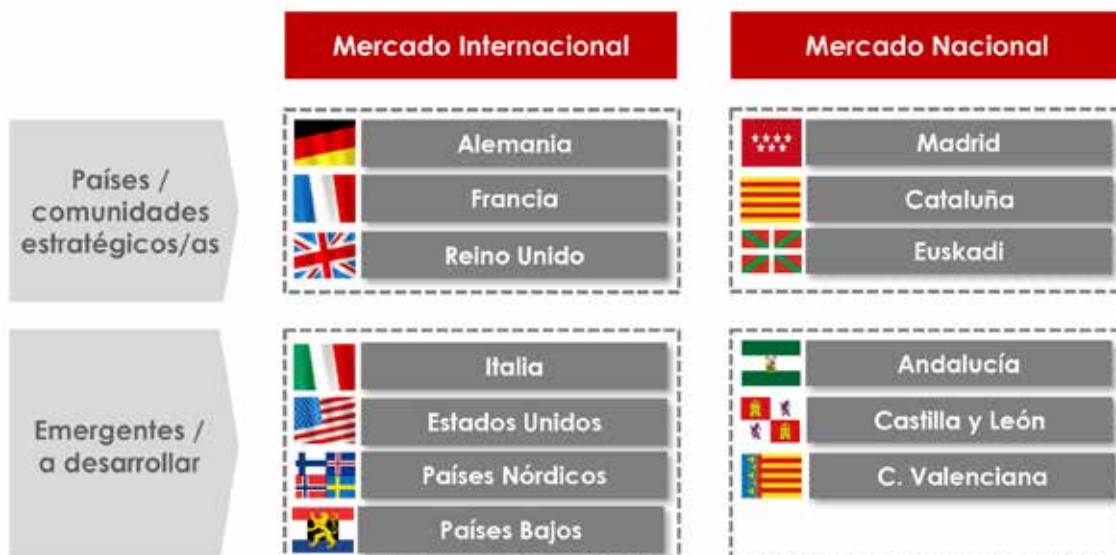 Mercado Internacional
Mercado Nacional
Países /
comunidades
estratégicos/as
Alemania
Francia
Reino Unido
Madrid
Cataluña
Euskadi
Emergentes /
a desarrollar
Italia
Estados Unidos
Países Nórdicos
Países Bajos
Andalucía
Castilla y León
C. Valenciana